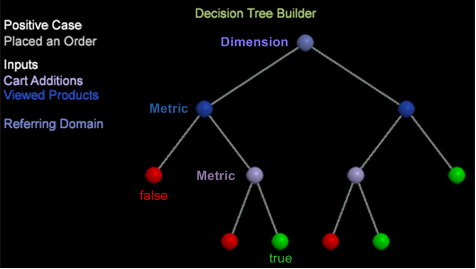 Decision Tree Builder
Positive Case
Placed an Order
Inputs
Cart Additions
Viewed Products
Referring Domain
Dimension
Metric
Metric
false
true